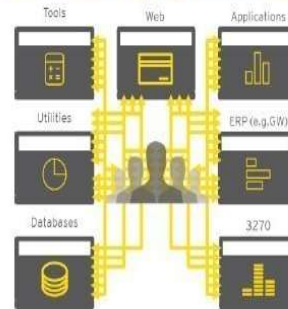 Tools
Web
Applications
Utilities
ERP (e.g.GW)
Databases
3270